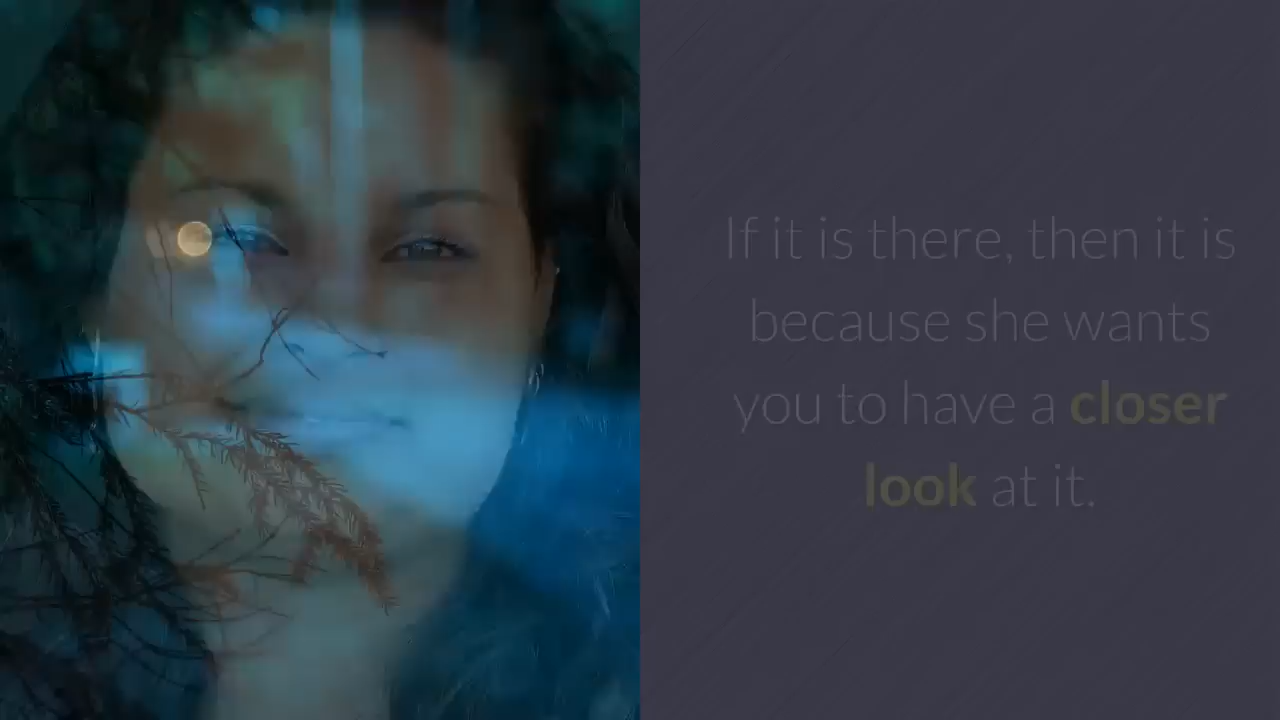 If it is there, then it is
because she wants
you to have a closer
look at it.